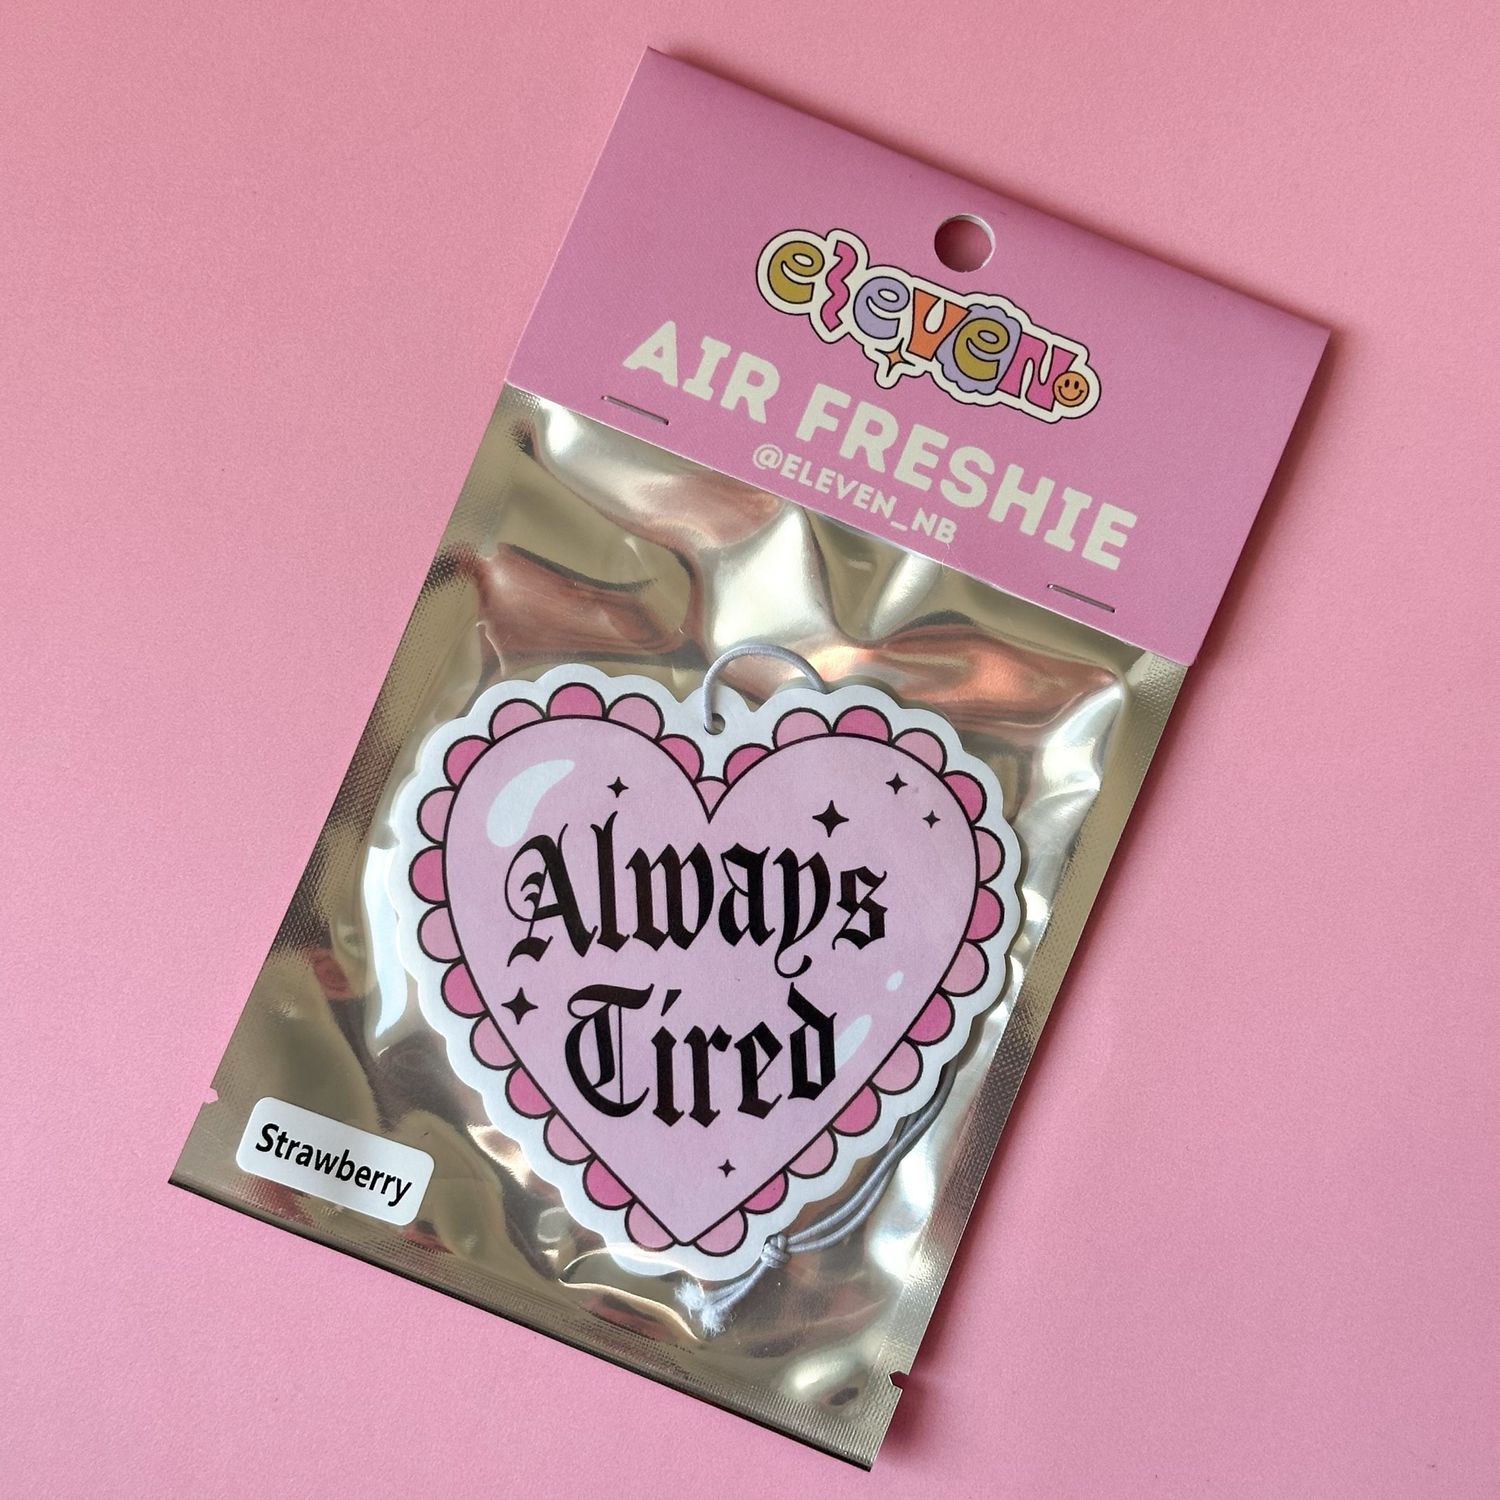 eleven
AIR FRESHIE
@ELEVEN_NB
Always
Tired
Strawberry